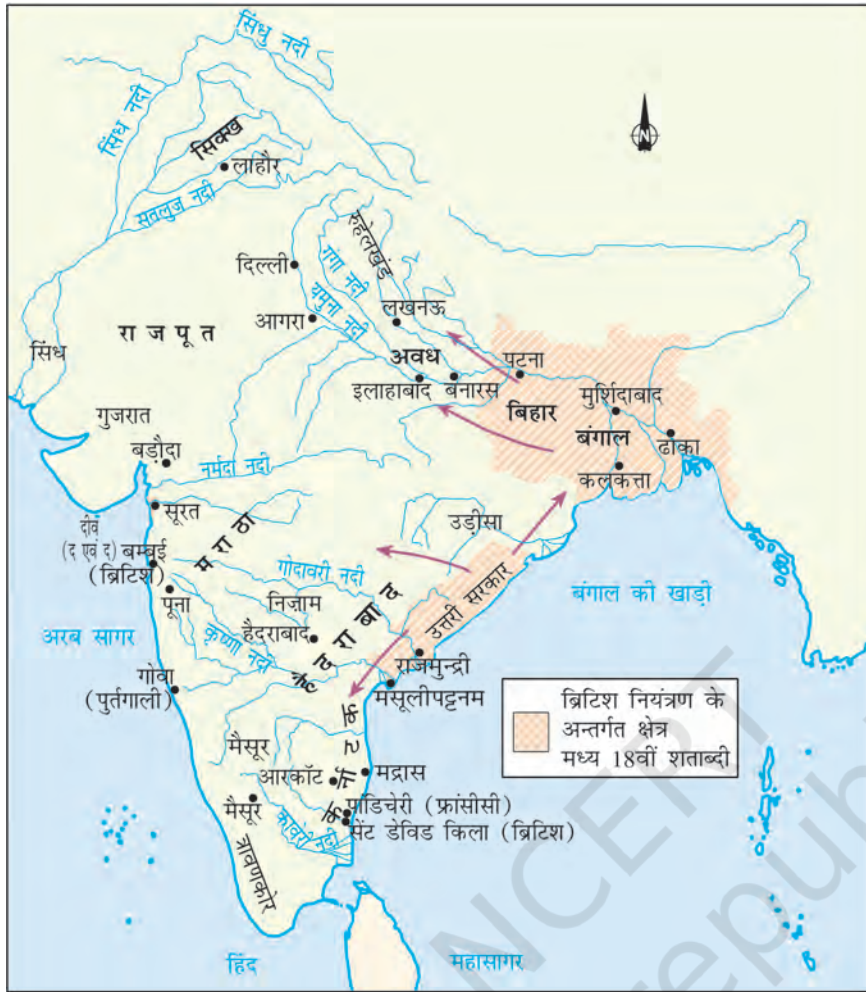 सिंधु नदी
सिंध नदी
सिक्ख
लाहौर
सतलुज नदी
रुहेलखंड
दिल्ली
गंगा नदी
यमुना नदी
लखनऊ
आगरा
राजपूत
सिंध
अवध
पटना
इलाहाबाद
बनारस
मुर्शिदाबाद
बिहार
गुजरात
बंगाल
ढाका
बड़ौदा
कलकत्ता
नर्मदा नदी
सूरत
उड़ीसा
दीव
(द एवं द)
मराठा
बम्बई
(ब्रिटिश)
गोदावरी नदी
उत्तरी सरकार
बंगाल की खाड़ी
पूना
निज़ाम
हैदराबाद
हैदराबाद
अरब सागर
कृष्णा नदी
राजमुन्द्री
गोवा
(पुर्तगाली)
मसूलीपट्टनम
ब्रिटिश नियंत्रण के
अन्तर्गत क्षेत्र
मध्य 18वीं शताब्दी
मैसूर
कर्नाटक
आरकॉट
मद्रास
मैसूर
पांडिचेरी (फ्रांसीसी)
सेंट डेविड किला (ब्रिटिश)
कावेरी नदी
त्रावणकोर
हिंद
महासागर
NCERT
republ